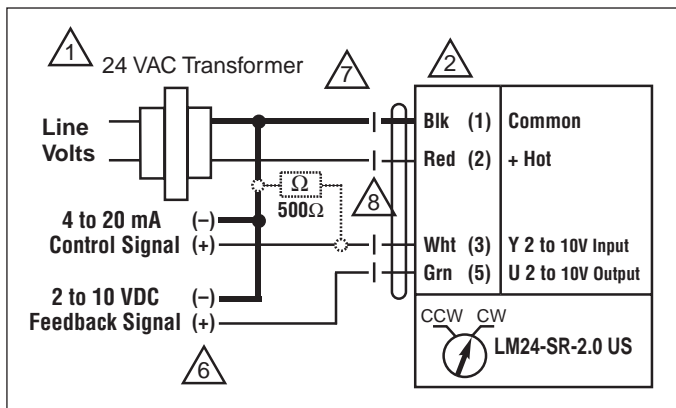 1 24 VAC Transformer 7 2
Line
Volts
Blk (1) Common
Red (2) + Hot
Ω
500Ω
8
4 to 20 mA (–)
Control Signal (+)
Wht (3) Y 2 to 10V Input
Grn (5) U 2 to 10V Output
2 to 10 VDC (–)
Feedback Signal (+)
6
CCW CW
LM24-SR-2.0 US